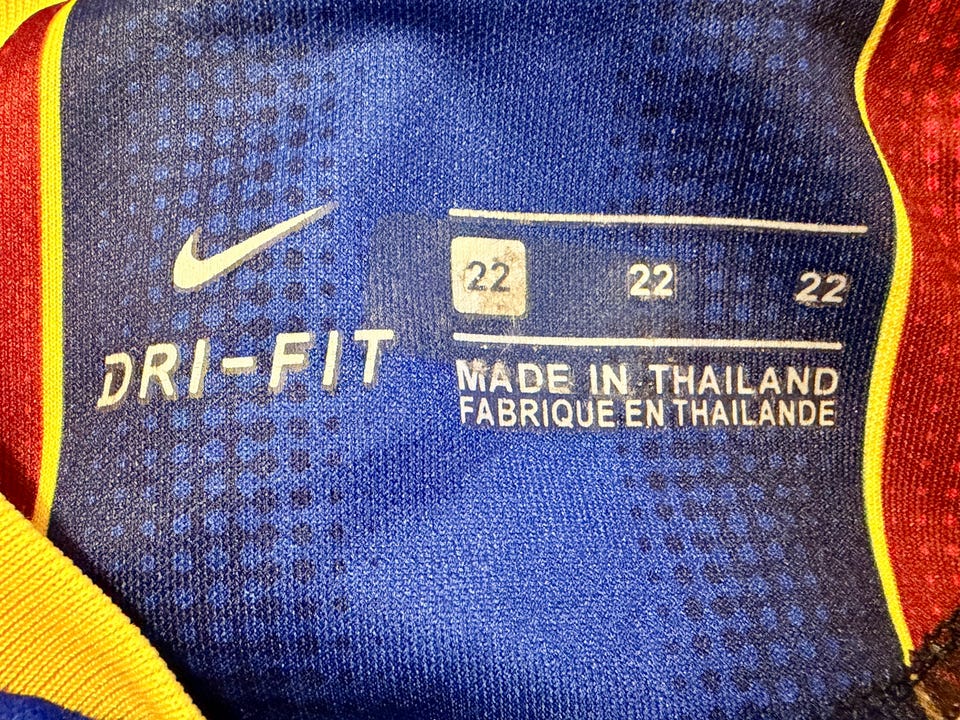 DRI-FIT
22 22 22
MADE IN THAILAND
FABRIQUE EN THAILANDE